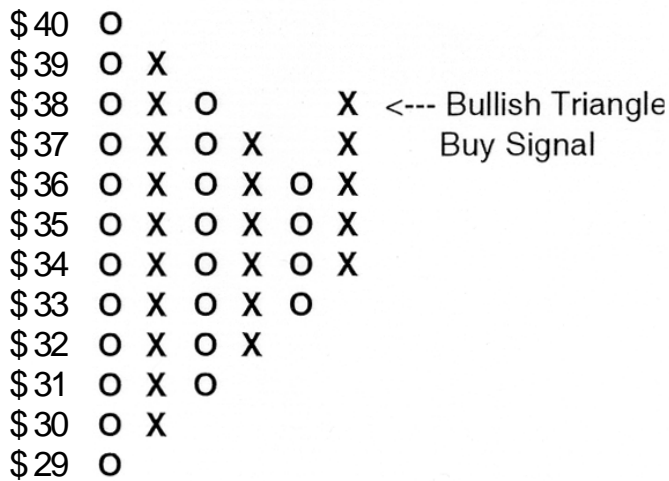 $40 O
$39 O X
$38 O X O X <--- Bullish Triangle
$37 O X O X X Buy Signal
$36 O X O X O X
$35 O X O X O X
$34 O X O X O X
$33 O X O X O
$32 O X O X
$31 O X O
$30 O X
$29 O